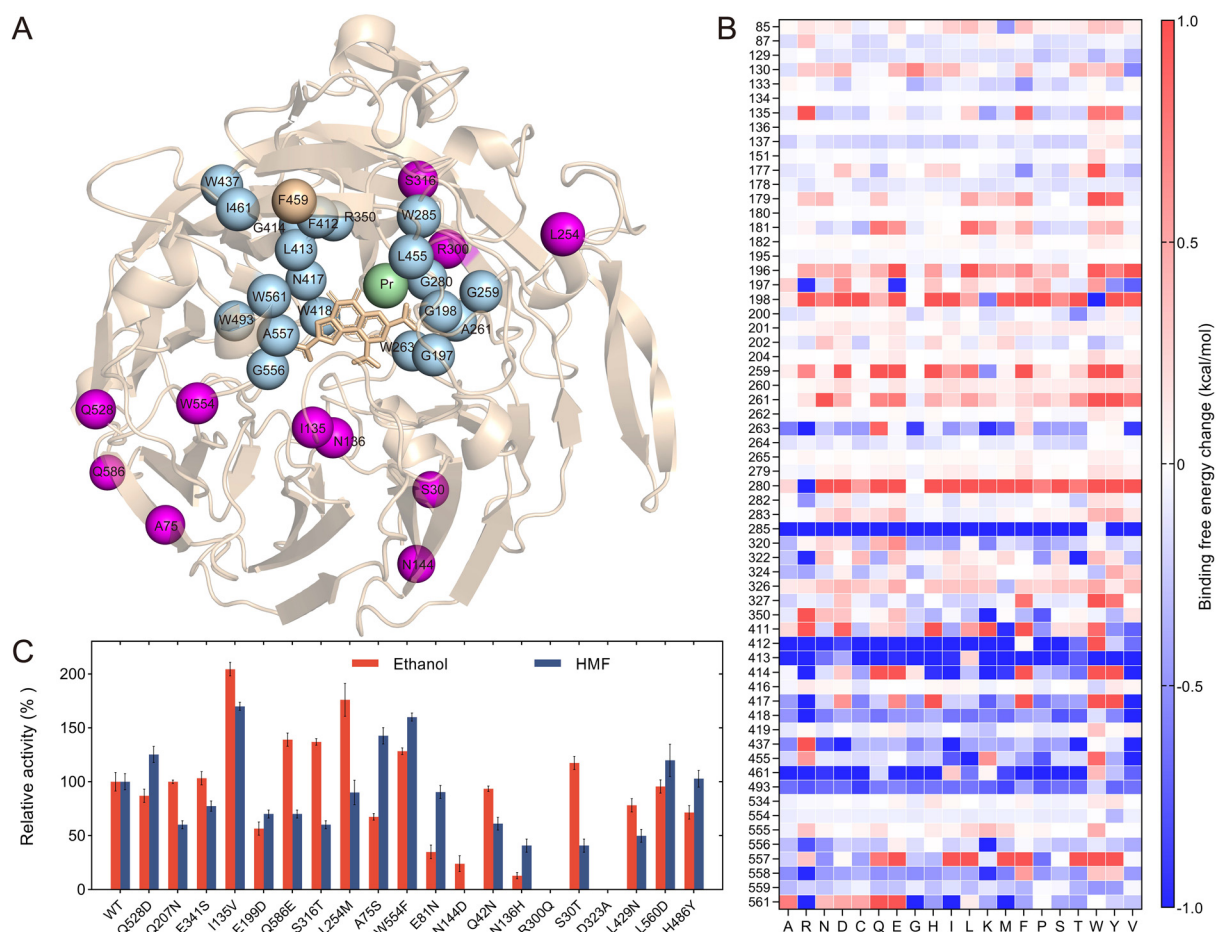 A
W437
F459
I461
G414
F412
R350
S316
W285
L254
L413
L455
R300
N417
Pr
G280
G259
W561
W418
G198
W493
A557
A261
W263
G197
G556
Q528
W554
I135
N136
Q586
S30
A75
N144
B
85
87
129
130
133
134
135
136
137
151
177
178
179
180
181
182
195
196
197
198
200
201
202
204
259
260
261
262
263
264
265
279
280
282
283
285
320
322
324
326
327
350
411
412
413
414
416
417
418
419
437
455
461
493
534
554
555
556
557
558
559
561
A R N D C Q E G H I L K M F P S T W Y V
1.0
0.5
0
-0.5
-1.0
Binding free energy change (kcal/mol)
C
Ethanol
HMF
Relative activity (%)
200
150
100
50
0
WT
Q528D
Q207N
E341S
I135V
E199D
Q586E
S316T
L254M
A75S
W554F
E81N
N144D
Q42N
N136H
R300Q
S30T
D323A
L429N
L560D
H486Y